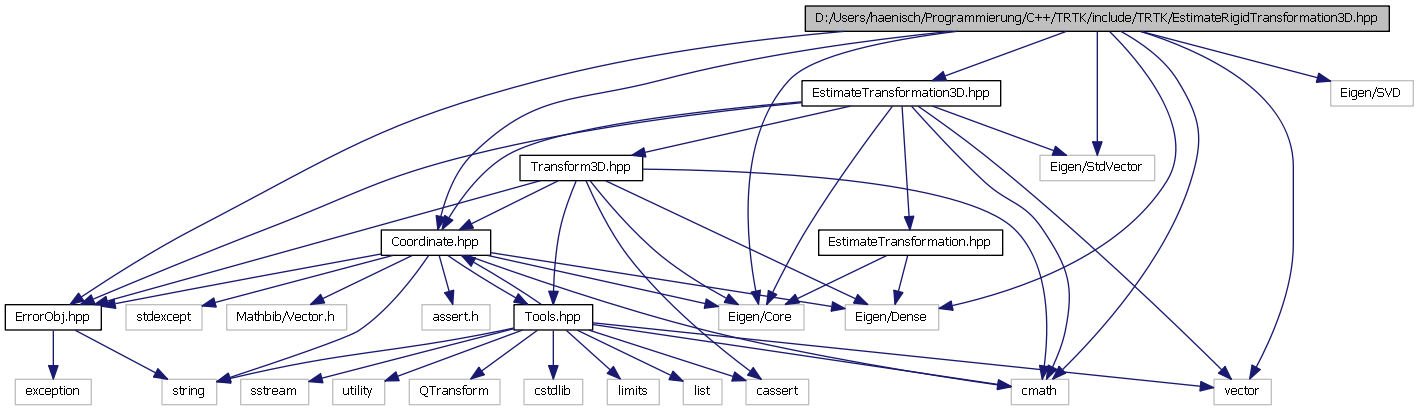 D:/Users/haenisch/Programmierung/C++/TRTK/include/TRTK/EstimateRigidTransformation3D.hpp
EstimateTransformation3D.hpp
Eigen/SVD
Transform3D.hpp
Eigen/StdVector
Coordinate.hpp
EstimateTransformation.hpp
ErrorObj.hpp
stdexcept
Mathbib/Vector.h
assert.h
Tools.hpp
Eigen/Core
Eigen/Dense
exception
string
sstream
utility
QTransform
cstdlib
limits
list
cassert
cmath
vector